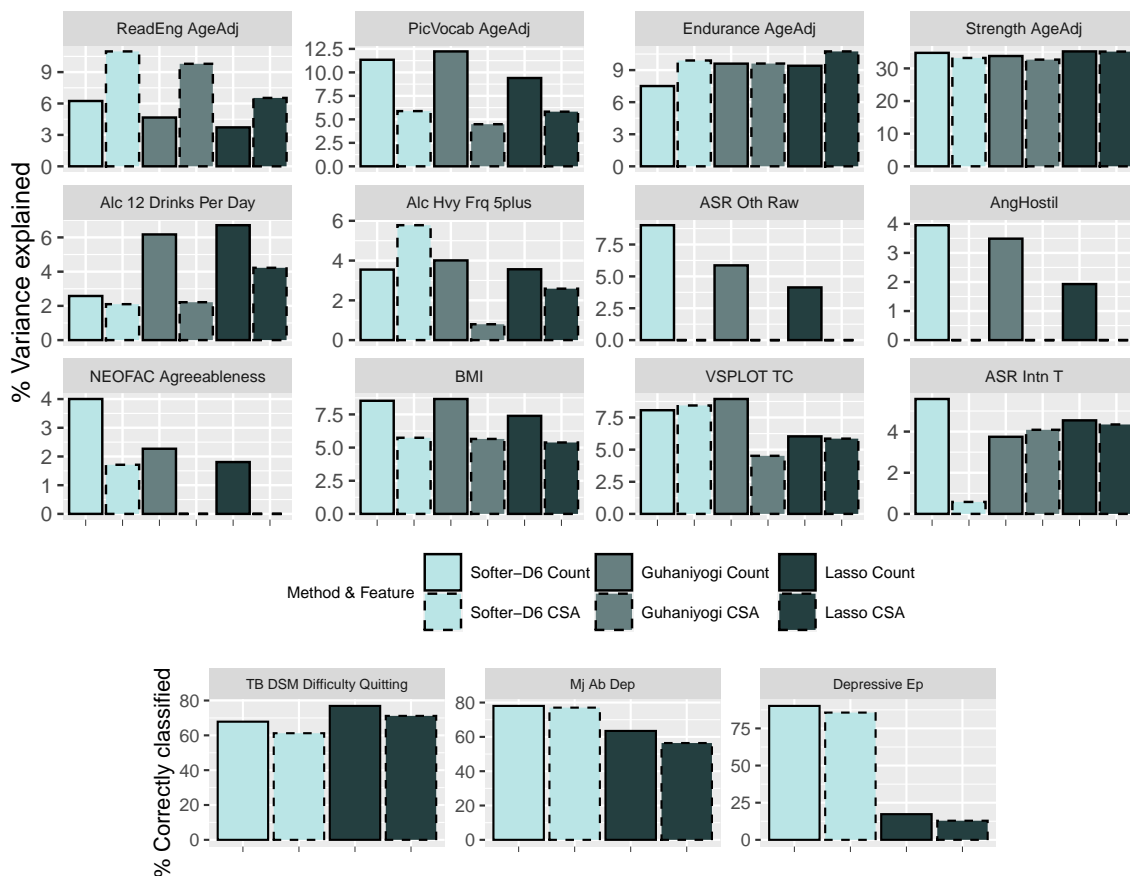 % Variance explained
ReadEng AgeAdj
PicVocab AgeAdj
Endurance AgeAdj
Strength AgeAdj
9
6
3
0
12.5
10.0
7.5
5.0
2.5
0.0
9
6
3
0
30
20
10
0
Alc 12 Drinks Per Day
Alc Hvy Frq 5plus
ASR Oth Raw
AngHostil
6
4
2
0
6
4
2
0
7.5
5.0
2.5
0.0
4
3
2
1
0
NEOFAC Agreeableness
BMI
VSPLOT TC
ASR Intn T
4
3
2
1
0
7.5
5.0
2.5
0.0
7.5
5.0
2.5
0.0
4
2
0
Method & Feature
Softer−D6 Count
Guhaniyogi Count
Lasso Count
Softer−D6 CSA
Guhaniyogi CSA
Lasso CSA
% Correctly classified
TB DSM Difficulty Quitting
Mj Ab Dep
Depressive Ep
80
60
40
20
0
80
60
40
20
0
75
50
25
0